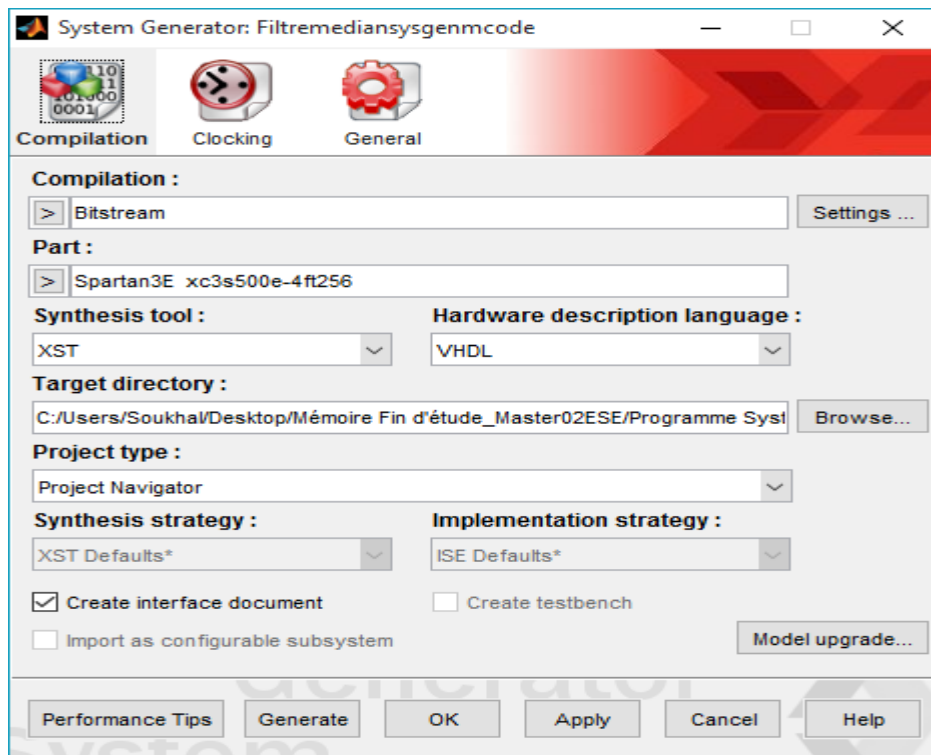 System Generator: Filtremediansysgenmcode
Compilation Clocking General
Compilation :
> Bitstream Settings ...
Part :
> Spartan3E xc3s500e-4ft256
Synthesis tool : Hardware description language :
XST VHDL
Target directory :
C:/Users/Soukhal/Desktop/Mémoire Fin d'étude_Master02ESE/Programme Syst Browse...
Project type :
Project Navigator
Synthesis strategy : Implementation strategy :
XST Defaults* ISE Defaults*
Create interface document Create testbench
Import as configurable subsystem Model upgrade...
Performance Tips Generate OK Apply Cancel Help
System Generator